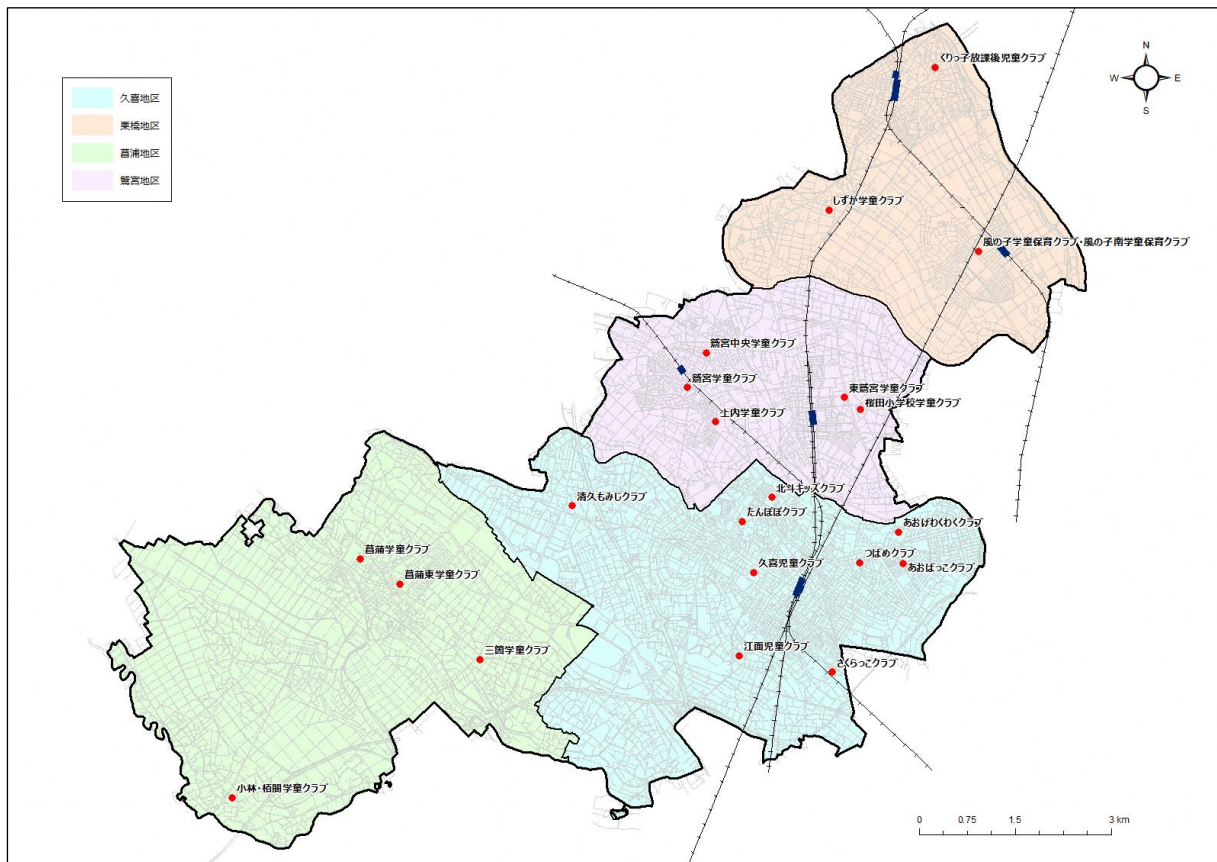 久喜地区
栗橋地区
菖蒲地区
鷲宮地区
N
W
E
S
くりっ子放課後児童クラブ
しずか学童クラブ
風の子学童保育クラブ・風の子南学童保育クラブ
鷲宮中央学童クラブ
鷲宮学童クラブ
上内学童クラブ
東鷲宮学童クラブ
桜田小学校学童クラブ
北斗キッズクラブ
清久もみじクラブ
たんぽぽクラブ
あおげわくわくクラブ
つばめクラブ
あおばっこクラブ
久喜児童クラブ
菖蒲学童クラブ
菖蒲東学童クラブ
三箇学童クラブ
江面児童クラブ
さくらっこクラブ
小林・栢間学童クラブ
0 0.75 1.5 3 km